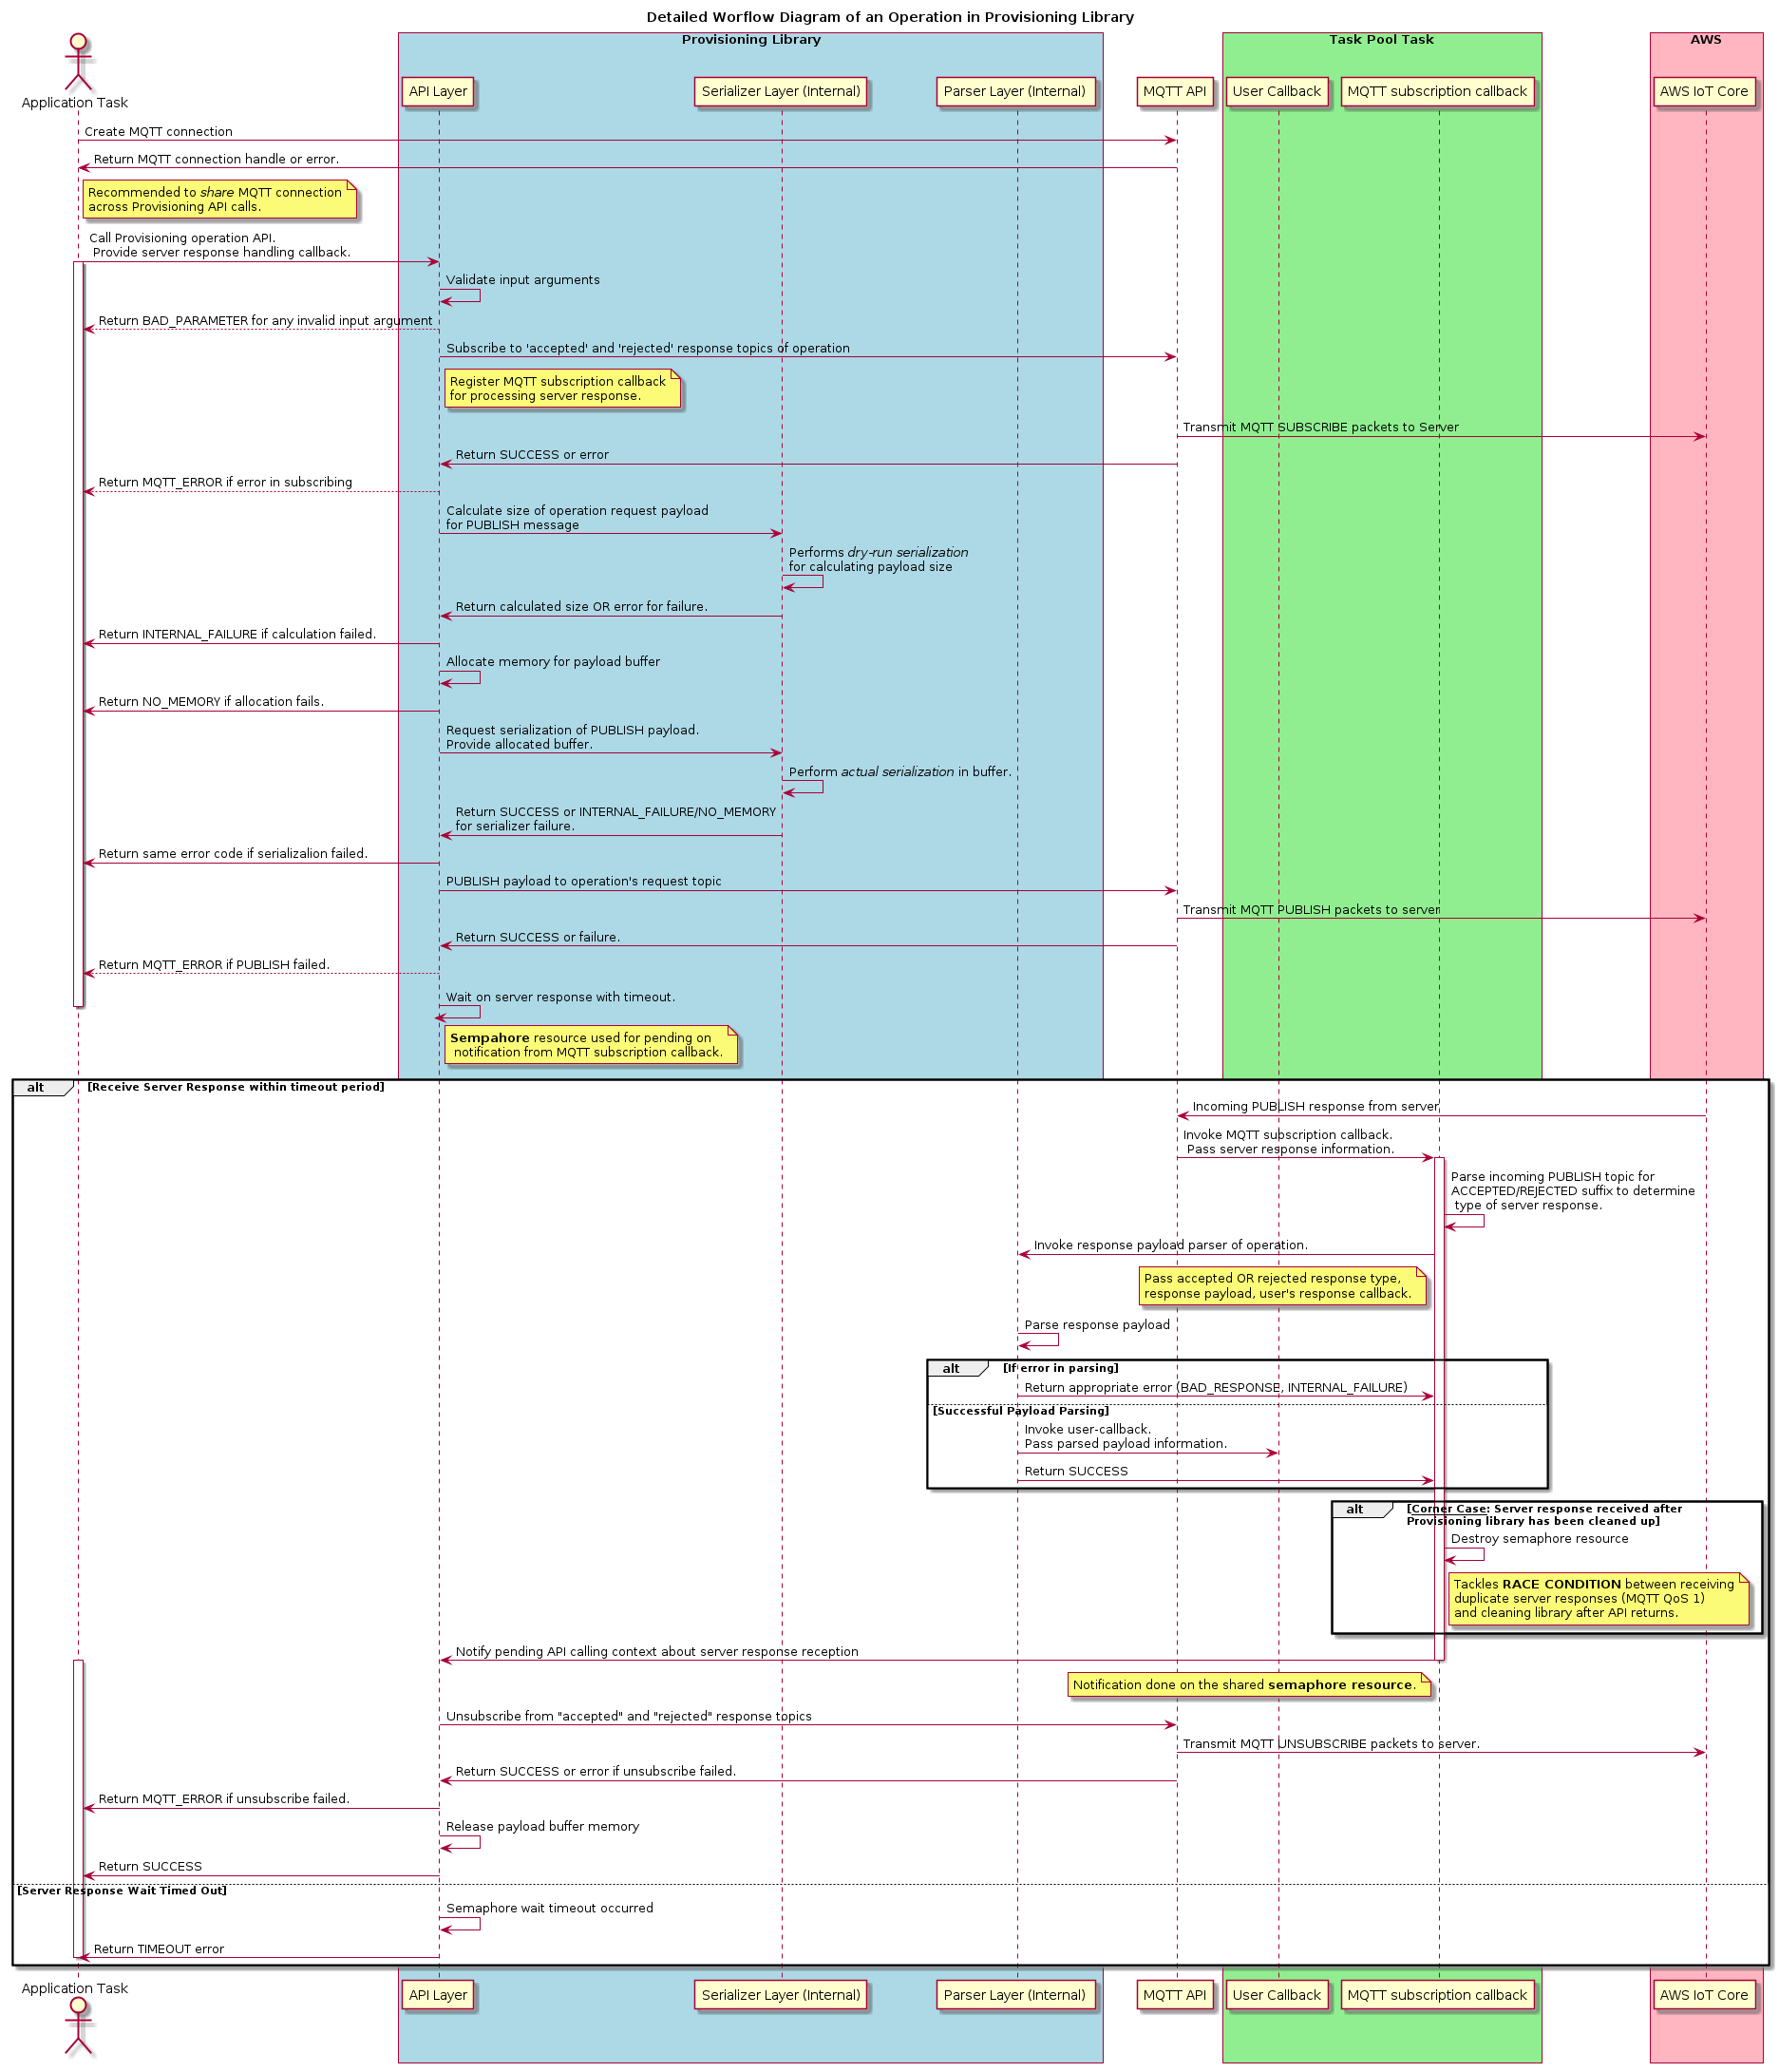 Detailed Worflow Diagram of an Operation in Provisioning Library
Provisioning Library
Task Pool Task
AWS
Application Task
API Layer
Serializer Layer (Internal)
Parser Layer (Internal)
MQTT API
User Callback
MQTT subscription callback
AWS IoT Core
Create MQTT connection
Return MQTT connection handle or error.
Recommended to share MQTT connection
across Provisioning API calls.
Call Provisioning operation API.
Provide server response handling callback.
Validate input arguments
Return BAD_PARAMETER for any invalid input argument
Subscribe to 'accepted' and 'rejected' response topics of operation
Register MQTT subscription callback
for processing server response.
Transmit MQTT SUBSCRIBE packets to Server
Return SUCCESS or error
Return MQTT_ERROR if error in subscribing
Calculate size of operation request payload
for PUBLISH message
Performs dry-run serialization
for calculating payload size
Return calculated size OR error for failure.
Return INTERNAL_FAILURE if calculation failed.
Allocate memory for payload buffer
Return NO_MEMORY if allocation fails.
Request serialization of PUBLISH payload.
Provide allocated buffer.
Perform actual serialization in buffer.
Return SUCCESS or INTERNAL_FAILURE/NO_MEMORY
for serializer failure.
Return same error code if serializalion failed.
PUBLISH payload to operation's request topic
Transmit MQTT PUBLISH packets to server
Return SUCCESS or failure.
Return MQTT_ERROR if PUBLISH failed.
Wait on server response with timeout.
Sempahore resource used for pending on
notification from MQTT subscription callback.
alt
[Receive Server Response within timeout period]
Incoming PUBLISH response from server
Invoke MQTT subscription callback.
Pass server response information.
Parse incoming PUBLISH topic for
ACCEPTED/REJECTED suffix to determine
type of server response.
Invoke response payload parser of operation.
Pass accepted OR rejected response type,
response payload, user's response callback.
Parse response payload
alt
[If error in parsing]
Return appropriate error (BAD_RESPONSE, INTERNAL_FAILURE)
[Successful Payload Parsing]
Invoke user-callback.
Pass parsed payload information.
Return SUCCESS
alt
[Corner Case: Server response received after
Provisioning library has been cleaned up]
Destroy semaphore resource
Tackles RACE CONDITION between receiving
duplicate server responses (MQTT QoS 1)
and cleaning library after API returns.
Notify pending API calling context about server response reception
Notification done on the shared semaphore resource.
Unsubscribe from "accepted" and "rejected" response topics
Transmit MQTT UNSUBSCRIBE packets to server.
Return SUCCESS or error if unsubscribe failed.
Return MQTT_ERROR if unsubscribe failed.
Release payload buffer memory
Return SUCCESS
[Server Response Wait Timed Out]
Semaphore wait timeout occurred
Return TIMEOUT error
Application Task
API Layer
Serializer Layer (Internal)
Parser Layer (Internal)
MQTT API
User Callback
MQTT subscription callback
AWS IoT Core